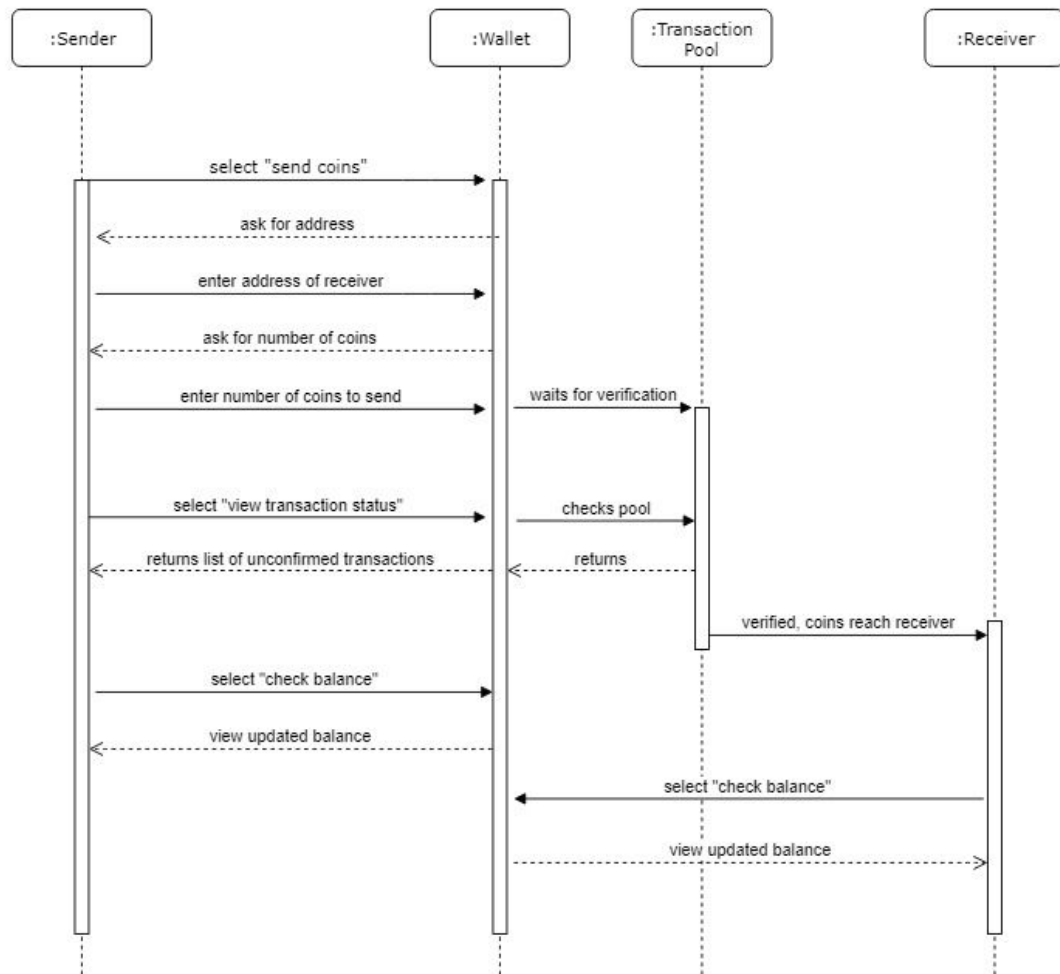 :Sender
:Wallet
:Transaction
Pool
:Receiver
select "send coins"
ask for address
enter address of receiver
ask for number of coins
enter number of coins to send
waits for verification
select "view transaction status"
checks pool
returns list of unconfirmed transactions
returns
verified, coins reach receiver
select "check balance"
view updated balance
select "check balance"
view updated balance